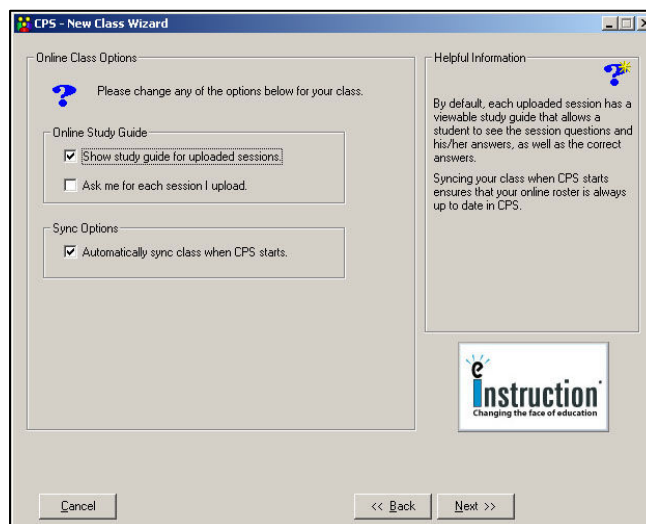 CPS - New Class Wizard
Online Class Options
Please change any of the options below for your class.
Online Study Guide
Show study guide for uploaded sessions.
Ask me for each session I upload.
Sync Options
Automatically sync class when CPS starts.
Helpful Information
By default, each uploaded session has a
viewable study guide that allows a
student to see the session questions and
his/her answers, as well as the correct
answers.
Syncing your class when CPS starts
ensures that your online roster is always
up to date in CPS.
eInstruction
Changing the face of education
Cancel
<< Back
Next >>